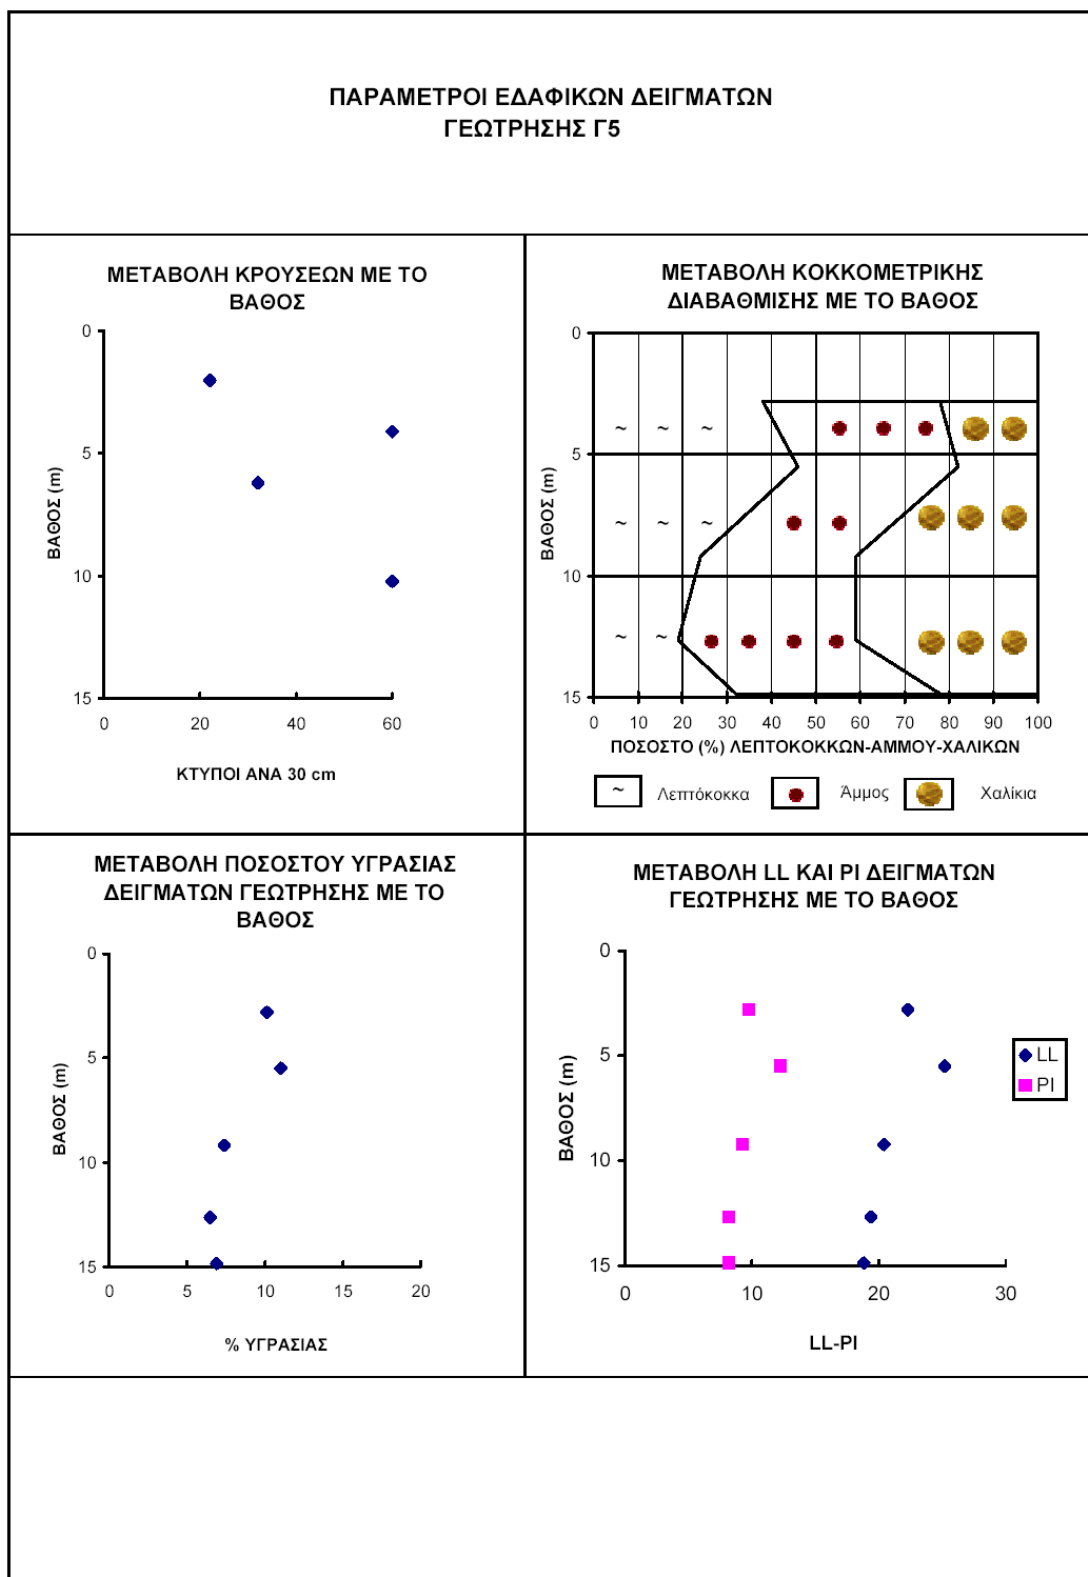 ΠΑΡΑΜΕΤΡΟΙ ΕΔΑΦΙΚΩΝ ΔΕΙΓΜΑΤΩΝ
ΓΕΩΤΡΗΣΗΣ Γ5
ΜΕΤΑΒΟΛΗ ΚΡΟΥΣΕΩΝ ΜΕ ΤΟ
ΒΑΘΟΣ
0
5
10
15
ΒΑΘΟΣ (m)
0 20 40 60
ΚΤΥΠΟΙ ΑΝΑ 30 cm
ΜΕΤΑΒΟΛΗ ΚΟΚΚΟΜΕΤΡΙΚΗΣ
ΔΙΑΒΑΘΜΙΣΗΣ ΜΕ ΤΟ ΒΑΘΟΣ
0
5
10
15
ΒΑΘΟΣ (m)
~ ~ ~
~ ~ ~
~ ~
0 10 20 30 40 50 60 70 80 90 100
ΠΟΣΟΣΤΟ (%) ΛΕΠΤΟΚΟΚΚΩΝ-ΑΜΜΟΥ-ΧΑΛΙΚΩΝ
~ Λεπτόκοκκα Άμμος Χαλίκια
ΜΕΤΑΒΟΛΗ ΠΟΣΟΣΤΟΥ ΥΓΡΑΣΙΑΣ
ΔΕΙΓΜΑΤΩΝ ΓΕΩΤΡΗΣΗΣ ΜΕ ΤΟ
ΒΑΘΟΣ
0
5
10
15
ΒΑΘΟΣ (m)
0 5 10 15 20
% ΥΓΡΑΣΙΑΣ
ΜΕΤΑΒΟΛΗ LL ΚΑΙ PI ΔΕΙΓΜΑΤΩΝ
ΓΕΩΤΡΗΣΗΣ ΜΕ ΤΟ ΒΑΘΟΣ
0
5
10
15
ΒΑΘΟΣ (m)
0 10 20 30
LL-PI
LL
PI